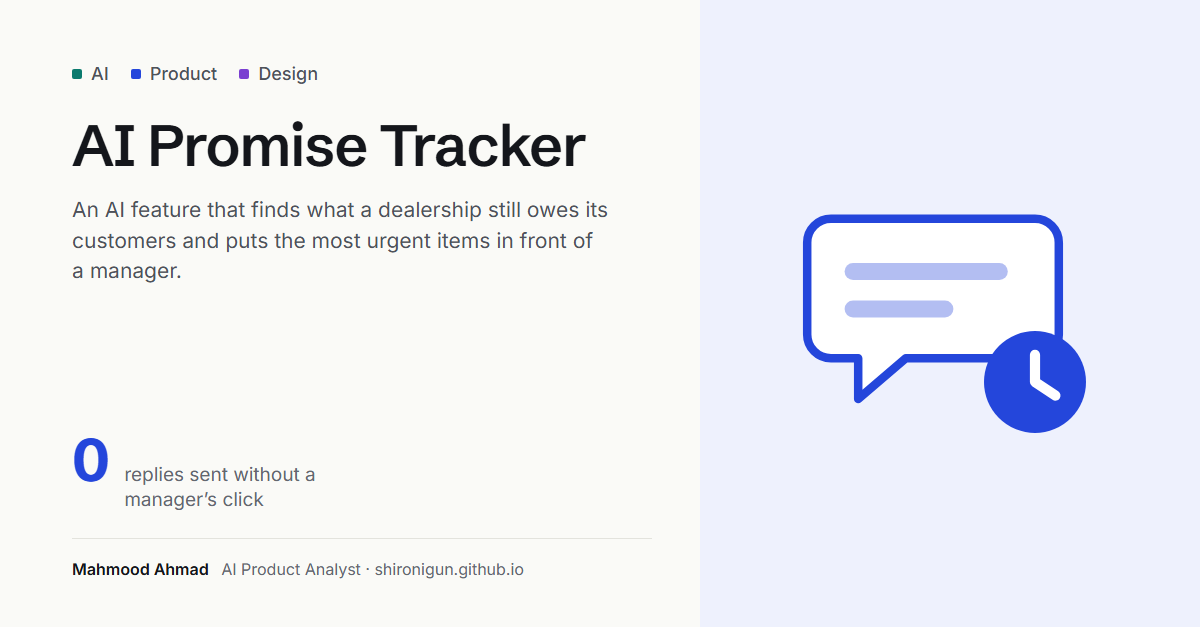 AI Product Design
AI Promise Tracker
An AI feature that finds what a dealership still owes its
customers and puts the most urgent items in front of
a manager.
0 replies sent without a
manager’s click
Mahmood Ahmad AI Product Analyst · shironigun.github.io